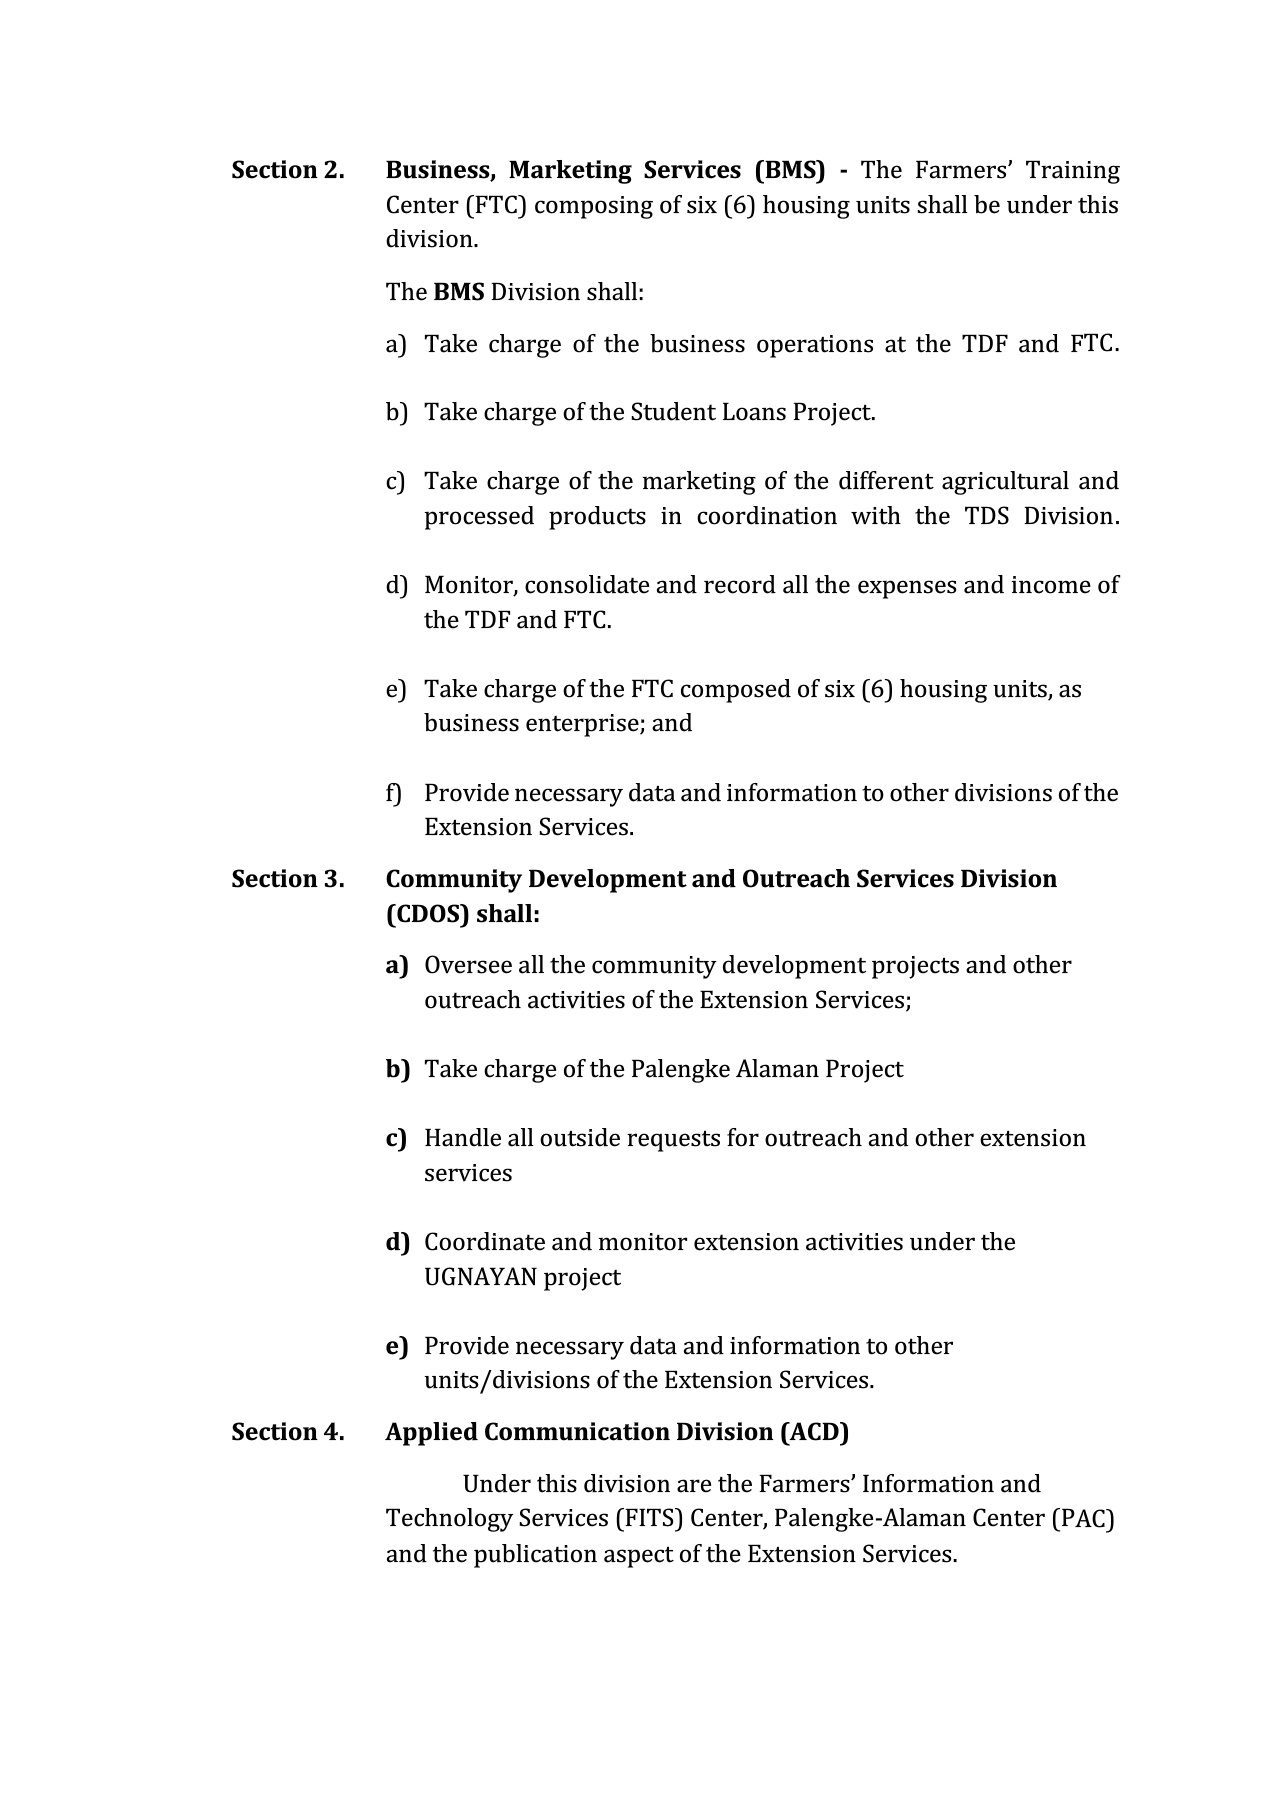 Section 2. Business, Marketing Services (BMS) - The Farmers’ Training
Center (FTC) composing of six (6) housing units shall be under this
division.
The BMS Division shall:
a) Take charge of the business operations at the TDF and FTC.
b) Take charge of the Student Loans Project.
c) Take charge of the marketing of the different agricultural and
processed products in coordination with the TDS Division.
d) Monitor, consolidate and record all the expenses and income of
the TDF and FTC.
e) Take charge of the FTC composed of six (6) housing units, as
business enterprise; and
f) Provide necessary data and information to other divisions of the
Extension Services.
Section 3. Community Development and Outreach Services Division
(CDOS) shall:
a) Oversee all the community development projects and other
outreach activities of the Extension Services;
b) Take charge of the Palengke Alaman Project
c) Handle all outside requests for outreach and other extension
services
d) Coordinate and monitor extension activities under the
UGNAYAN project
e) Provide necessary data and information to other
units/divisions of the Extension Services.
Section 4. Applied Communication Division (ACD)
Under this division are the Farmers’ Information and
Technology Services (FITS) Center, Palengke-Alaman Center (PAC)
and the publication aspect of the Extension Services.